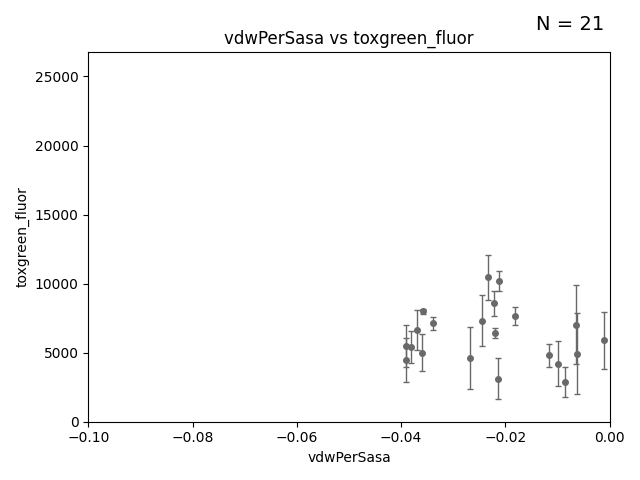 N = 21
vdwPerSasa vs toxgreen_fluor
25000
20000
15000
10000
5000
0
toxgreen_fluor
−0.10 −0.08 −0.06 −0.04 −0.02 0.00
vdwPerSasa